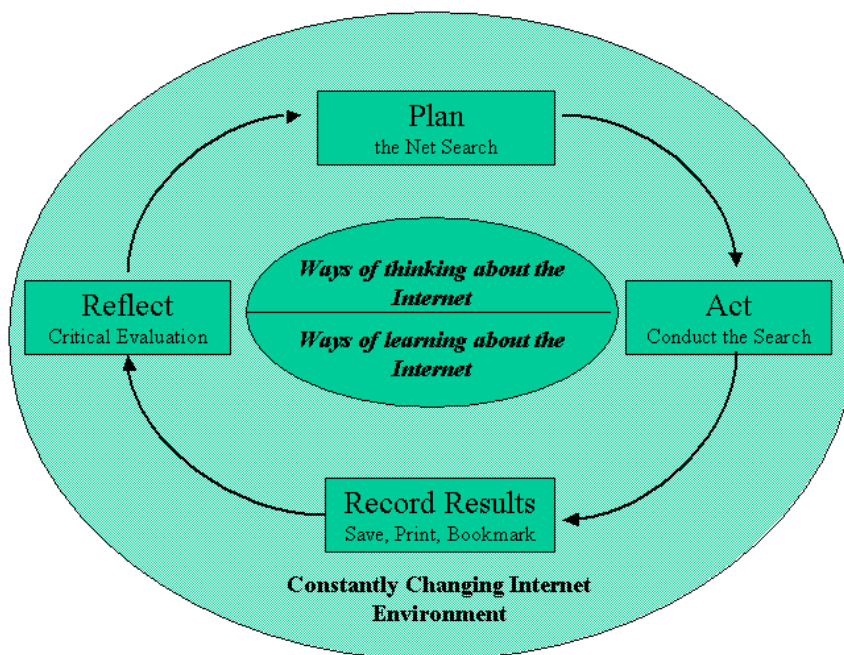 Plan
the Net Search
Ways of thinking about the
Internet
Reflect
Critical Evaluation
Act
Conduct the Search
Ways of learning about the
Internet
Record Results
Save, Print, Bookmark
Constantly Changing Internet
Environment